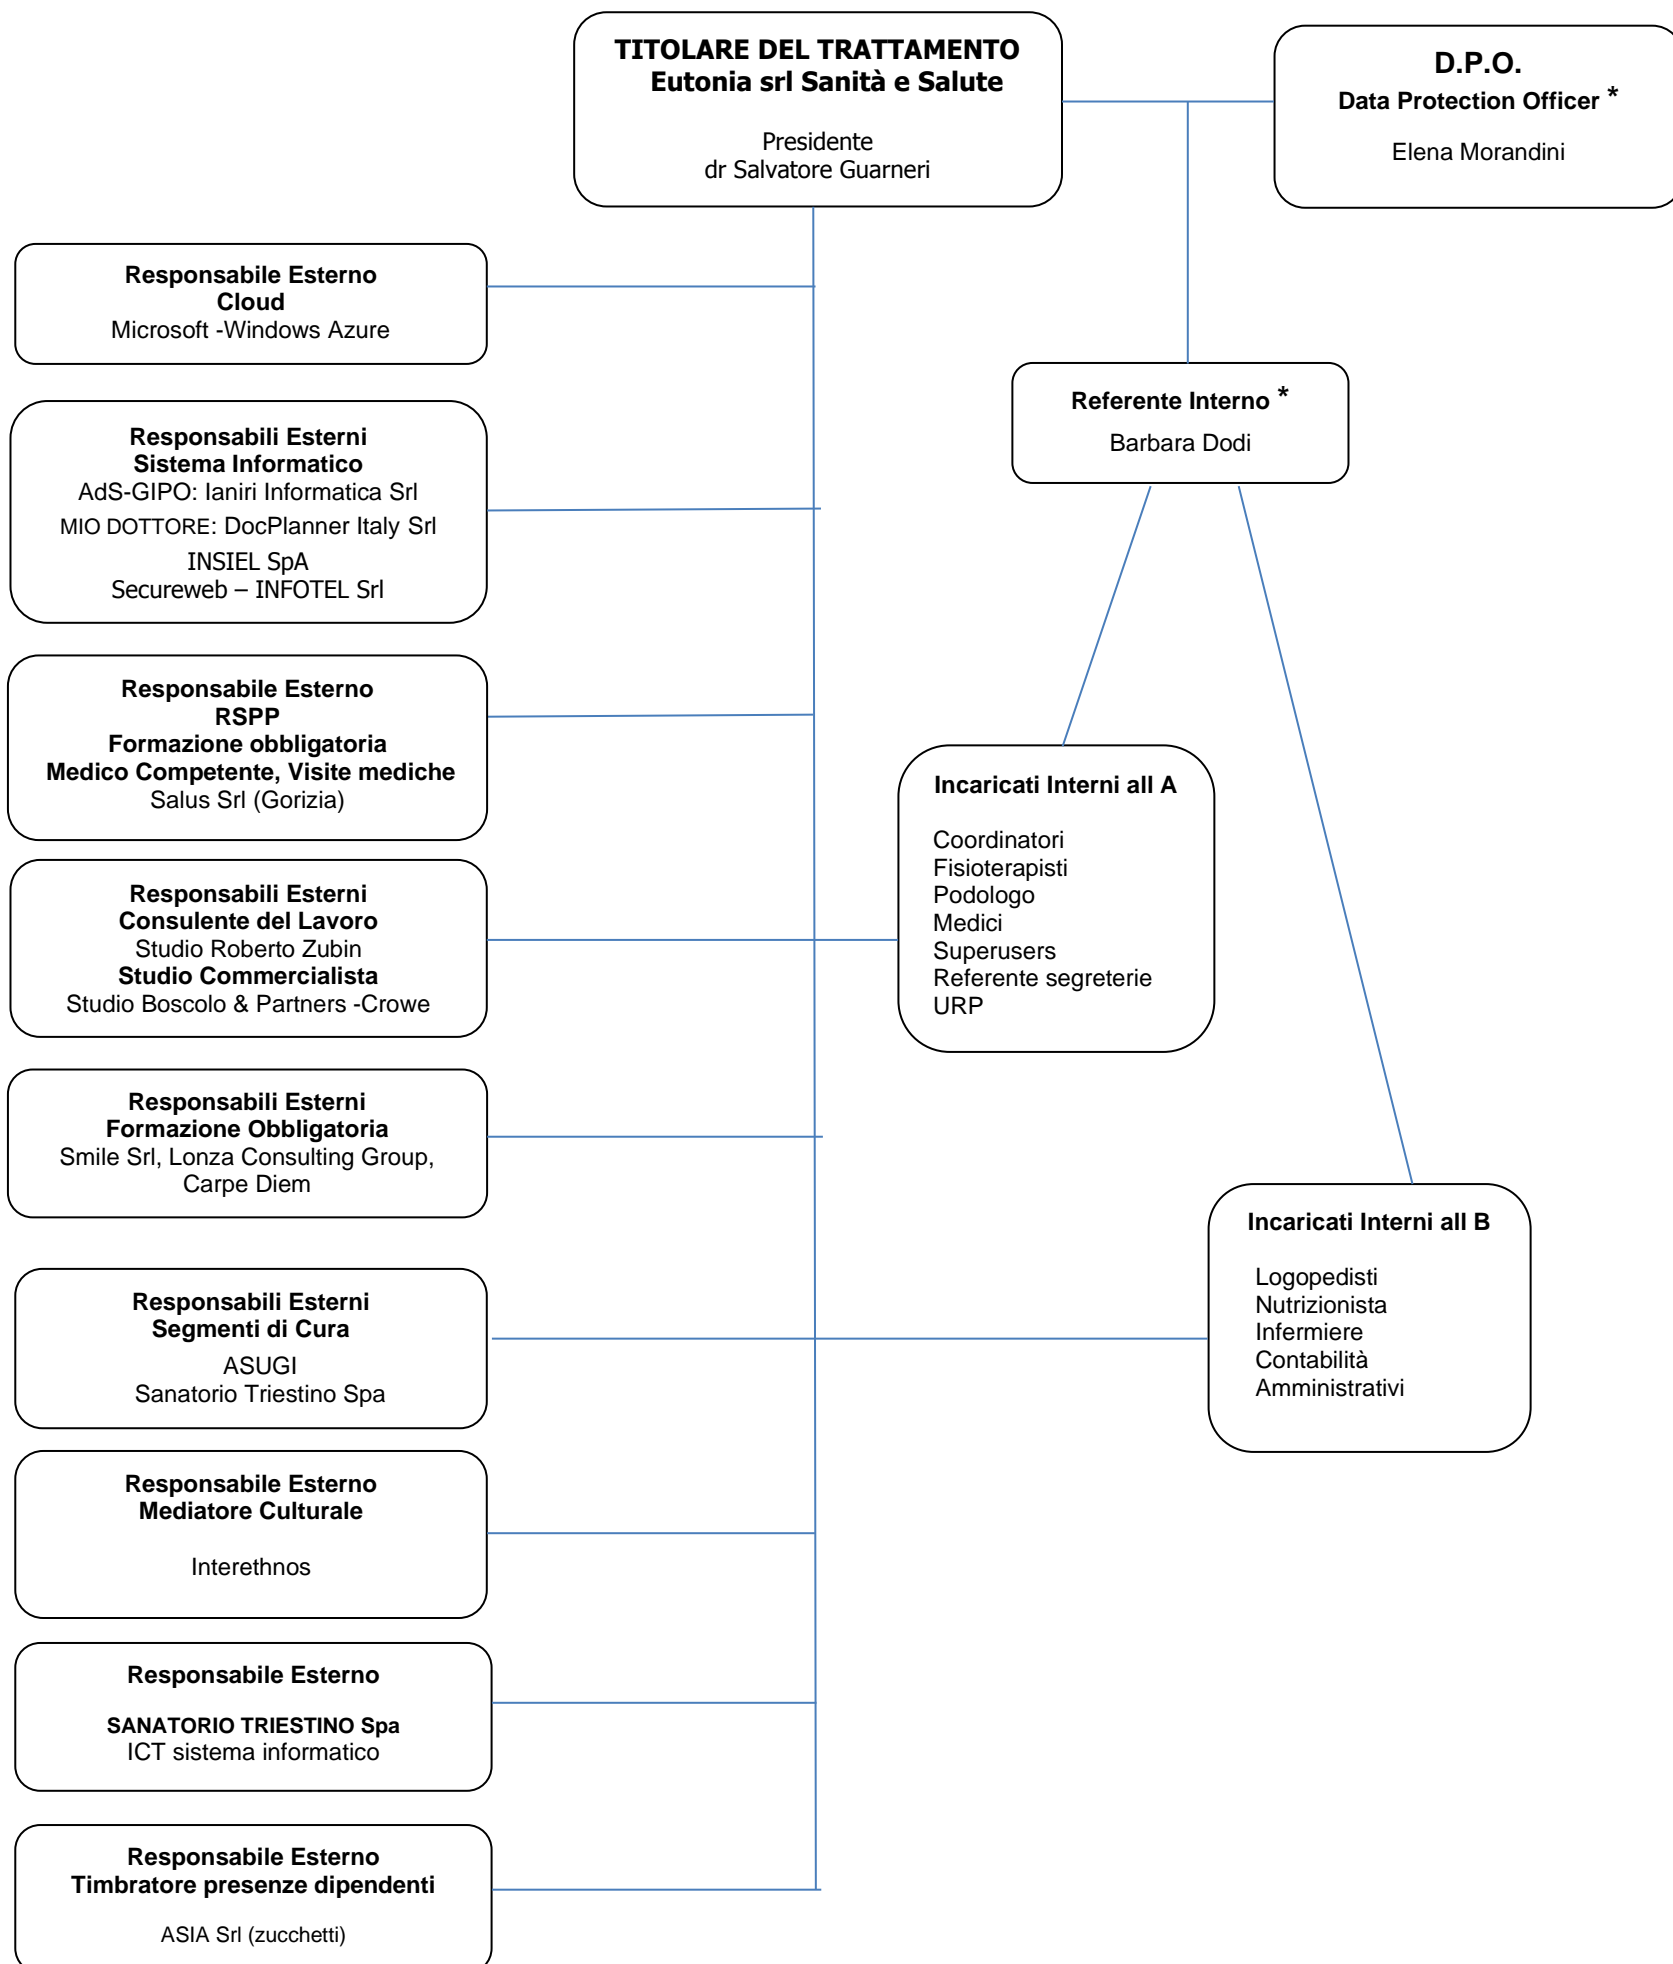 TITOLARE DEL TRATTAMENTO
Eutonia srl Sanità e Salute
Presidente
dr Salvatore Guarneri
D.P.O.
Data Protection Officer *
Elena Morandini
Responsabile Esterno
Cloud
Microsoft -Windows Azure
Referente Interno *
Barbara Dodi
Responsabili Esterni
Sistema Informatico
AdS-GIPO: Ianiri Informatica Srl
MIO DOTTORE: DocPlanner Italy Srl
INSIEL SpA
Secureweb – INFOTEL Srl
Responsabile Esterno
RSPP
Formazione obbligatoria
Medico Competente, Visite mediche
Salus Srl (Gorizia)
Incaricati Interni all A
Coordinatori
Fisioterapisti
Podologo
Medici
Superusers
Referente segreterie
URP
Responsabili Esterni
Consulente del Lavoro
Studio Roberto Zubin
Studio Commercialista
Studio Boscolo & Partners -Crowe
Responsabili Esterni
Formazione Obbligatoria
Smile Srl, Lonza Consulting Group,
Carpe Diem
Incaricati Interni all B
Logopedisti
Nutrizionista
Infermiere
Contabilità
Amministrativi
Responsabili Esterni
Segmenti di Cura
ASUGI
Sanatorio Triestino Spa
Responsabile Esterno
Mediatore Culturale
Interethnos
Responsabile Esterno
SANATORIO TRIESTINO Spa
ICT sistema informatico
Responsabile Esterno
Timbratore presenze dipendenti
ASIA Srl (zucchetti)